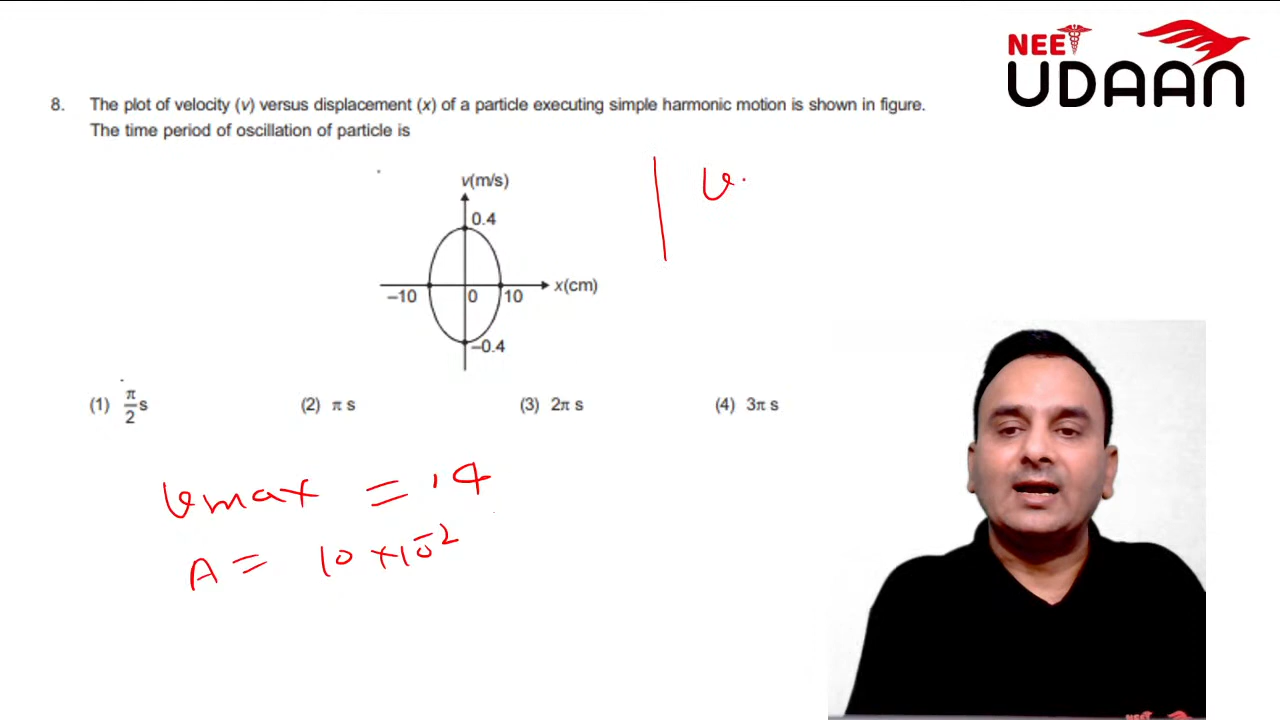 NEET
UDAAN
8. The plot of velocity (v) versus displacement (x) of a particle executing simple harmonic motion is shown in figure.
The time period of oscillation of particle is
v(m/s)
0.4
x(cm)
–10 0 10
–0.4
(1) π/2 s (2) π s (3) 2π s (4) 3π s
v
vmax = .4
A = 10 × 10⁻²
NEET